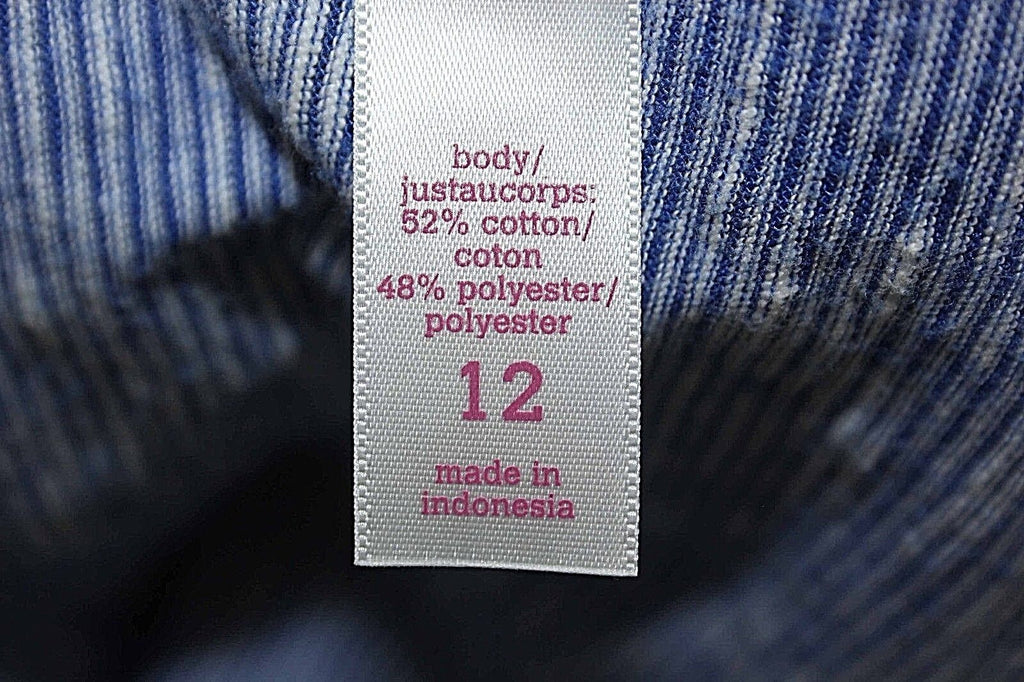 body/
justaucorps:
52% cotton/
coton
48% polyester/
polyester
12
made in
indonesia